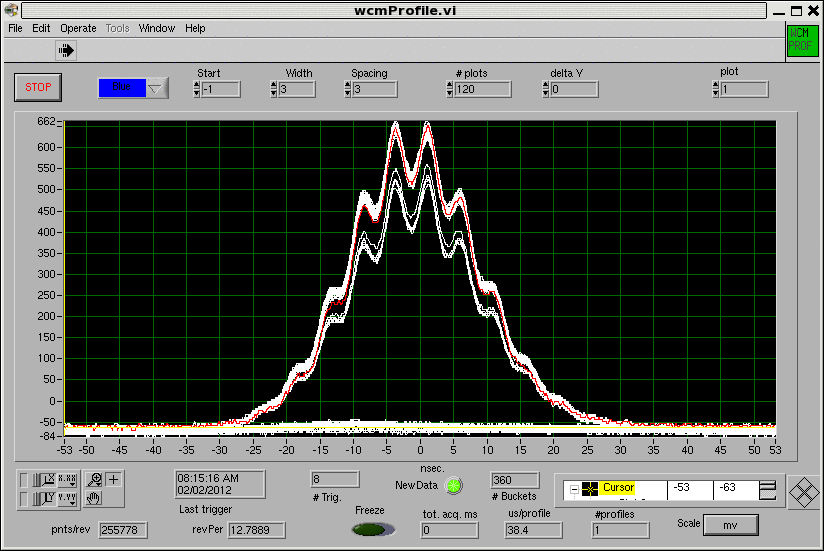 wcmProfile.vi
File Edit Operate Tools Window Help
WCM
PROF
Start Width Spacing # plots delta Y plot
STOP -1 3 3 120 0 1
662
600
550
500
450
400
350
300
250
200
150
100
50
0
-50
-84
-53 -50 -45 -40 -35 -30 -25 -20 -15 -10 -5 0 5 10 15 20 25 30 35 40 45 50 53
nsec.
X.XX
Y.YY
08:15:16 AM
02/02/2012
Last trigger
8
# Trig.
New Data
360
# Buckets
Cursor -53 -63
pnts/rev 255778
revPer 12.7889
Freeze
tot. acq. ms
0
us/profile
38.4
#profiles
1
Scale mv